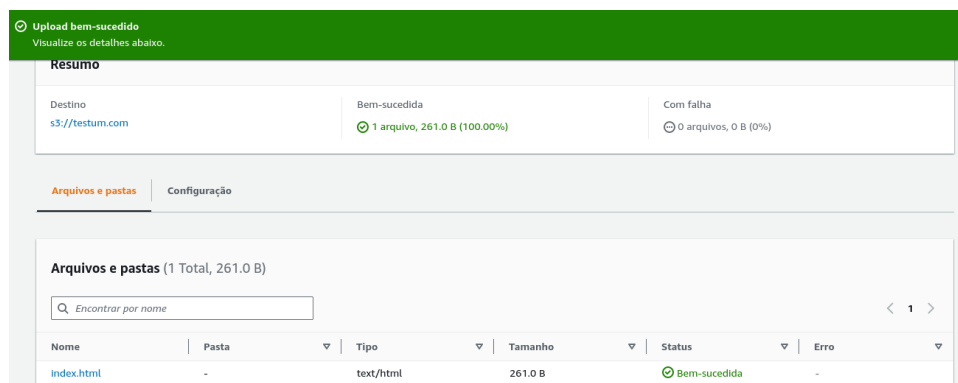 Upload bem-sucedido
Visualize os detalhes abaixo.
Resumo
Destino
s3://testum.com
Bem-sucedida
1 arquivo, 261.0 B (100.00%)
Com falha
0 arquivos, 0 B (0%)
Arquivos e pastas
Configuração
Arquivos e pastas (1 Total, 261.0 B)
Encontrar por nome
1
Nome Pasta Tipo Tamanho Status Erro
index.html - text/html 261.0 B Bem-sucedida -